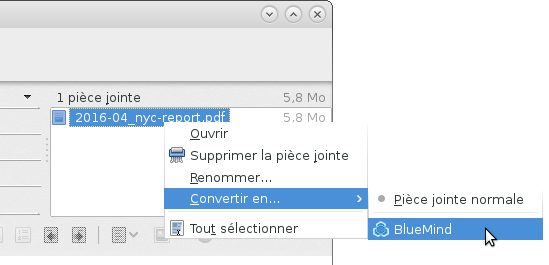 1 pièce jointe 5,8 Mo
2016-04_nyc-report.pdf 5.8 Mo
Ouvrir
Supprimer la pièce jointe
Renommer...
Convertir en...
Pièce jointe normale
BlueMind
Tout sélectionner